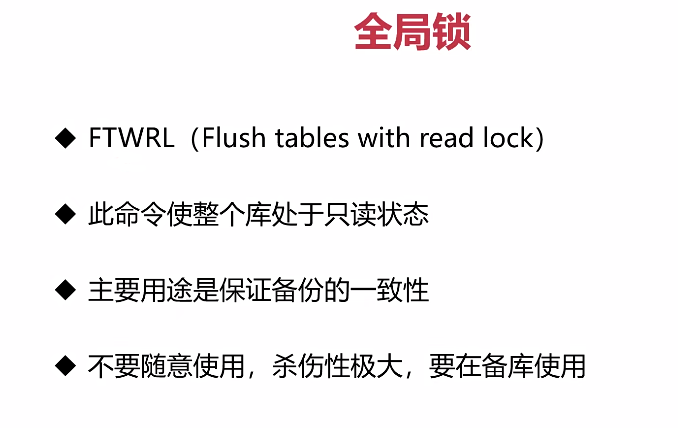 全局锁
◆ FTWRL（Flush tables with read lock）
◆ 此命令使整个库处于只读状态
◆ 主要用途是保证备份的一致性
◆ 不要随意使用，杀伤性极大，要在备库使用